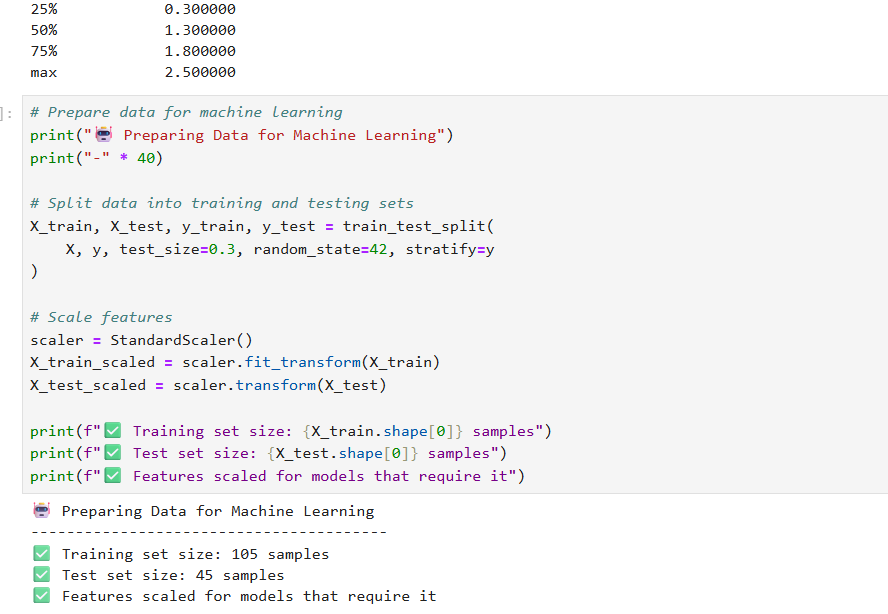 25%            0.300000
50%            1.300000
75%            1.800000
max            2.500000
]:
# Prepare data for machine learning
print("🤖 Preparing Data for Machine Learning")
print("-" * 40)
# Split data into training and testing sets
X_train, X_test, y_train, y_test = train_test_split(
    X, y, test_size=0.3, random_state=42, stratify=y
)
# Scale features
scaler = StandardScaler()
X_train_scaled = scaler.fit_transform(X_train)
X_test_scaled = scaler.transform(X_test)
print(f"✅ Training set size: {X_train.shape[0]} samples")
print(f"✅ Test set size: {X_test.shape[0]} samples")
print(f"✅ Features scaled for models that require it")
🤖 Preparing Data for Machine Learning
----------------------------------------
✅ Training set size: 105 samples
✅ Test set size: 45 samples
✅ Features scaled for models that require it